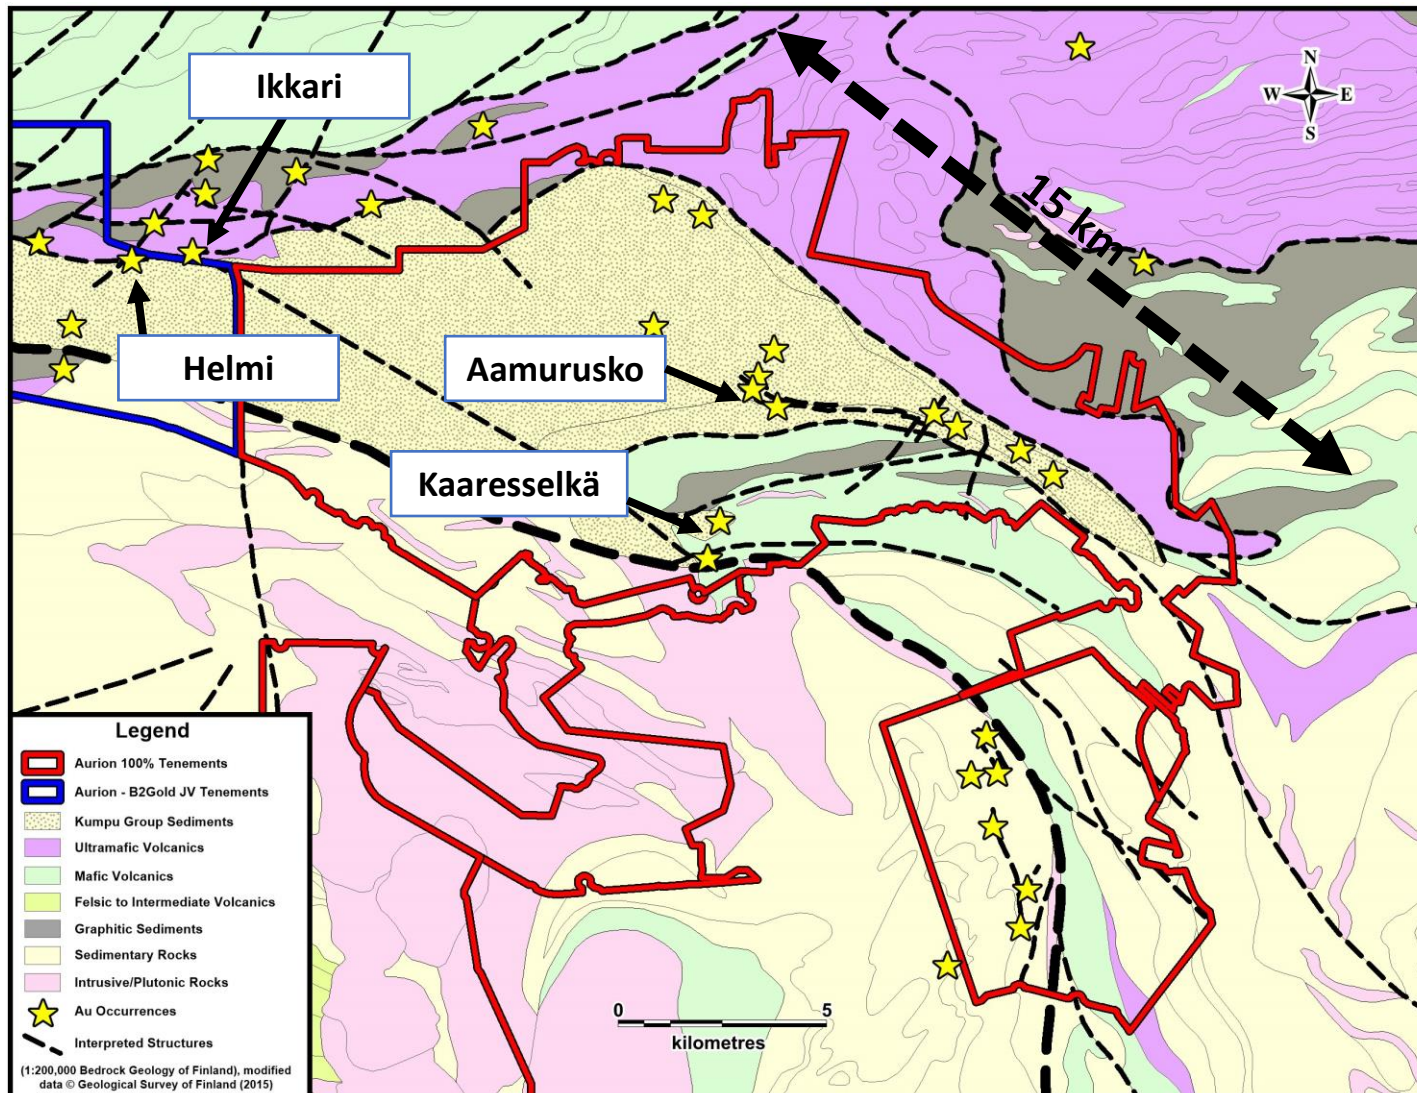 Ikkari
N
W E
S
15 km
Helmi
Aamurusko
Kaaresselkä
Legend
Aurion 100% Tenements
Aurion - B2Gold JV Tenements
Kumpu Group Sediments
Ultramafic Volcanics
Mafic Volcanics
Felsic to Intermediate Volcanics
Graphitic Sediments
Sedimentary Rocks
Intrusive/Plutonic Rocks
Au Occurrences
Interpreted Structures
(1:200,000 Bedrock Geology of Finland), modified
data © Geological Survey of Finland (2015)
0 5
kilometres